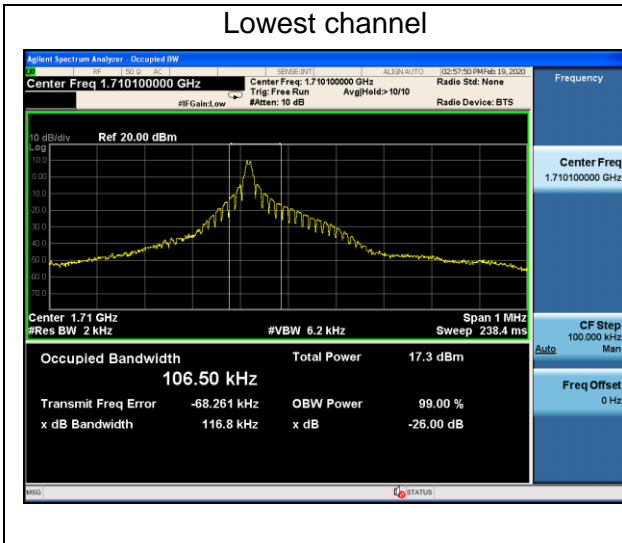 Lowest channel
Agilent Spectrum Analyzer - Occupied BW
RF 50 Ω AC SENSE:INT ALIGN AUTO 02:57:50 PM Feb 19, 2020
Center Freq 1.710100000 GHz Center Freq: 1.710100000 GHz Radio Std: None Frequency
Trig: Free Run Avg|Hold:>10/10
#IFGain:Low #Atten: 10 dB Radio Device: BTS
10 dB/div Ref 20.00 dBm
Log
10.0
0.00
-10.0
-20.0
-30.0
-40.0
-50.0
-60.0
-70.0
Center Freq
1.710100000 GHz
Center 1.71 GHz Span 1 MHz
#Res BW 2 kHz #VBW 6.2 kHz Sweep 238.4 ms
CF Step
100.000 kHz
Auto Man
Occupied Bandwidth Total Power 17.3 dBm
106.50 kHz
Transmit Freq Error -68.261 kHz OBW Power 99.00 %
x dB Bandwidth 116.8 kHz x dB -26.00 dB
Freq Offset
0 Hz
MSG STATUS